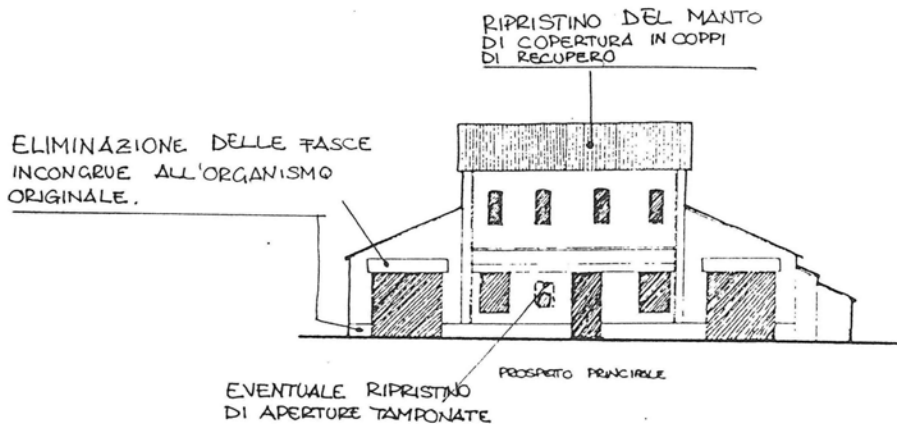 RIPRISTINO DEL MANTO
DI COPERTURA IN COPPI
DI RECUPERO
ELIMINAZIONE DELLE FASCE
INCONGRUE ALL'ORGANISMO
ORIGINALE.
EVENTUALE RIPRISTINO
DI APERTURE TAMPONATE
PROSPETTO PRINCIPALE